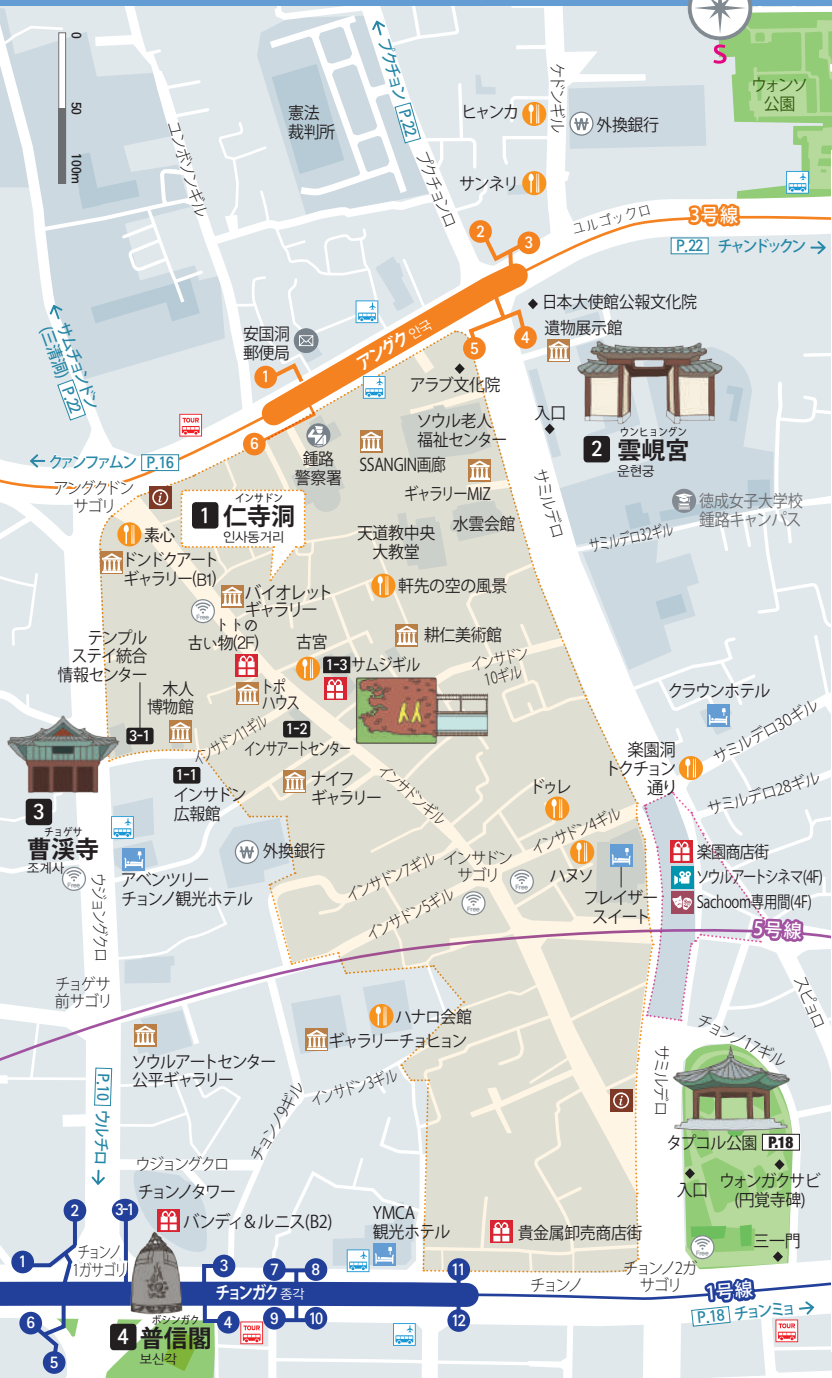 S
0
50
100m
ウォンソ
公園
ブクチョン P.22
ケドンギル
ヒャンカ
外換銀行
憲法
裁判所
ユンボソンギル
プクチョンロ
サンネリ
ユルゴックロ
3号線
P.22 チャンドックン
2
3
日本大使館公報文化院
遺物展示館
4
5
アングク 안국
安国洞
郵便局
1
サムチョンドン
(三清洞) P.22
アラブ文化院
TOUR
6
入口
ウンヒョングン
2 雲峴宮
운현궁
ソウル老人
福祉センター
鍾路
警察署
SSANGIN画廊
ギャラリーMIZ
クァンファムン P.16
アングクドン
サゴリ
i
インサドン
1 仁寺洞
인사동거리
サミルデロ
徳成女子大学校
鍾路キャンパス
サミルデロ32ギル
水雲会館
天道教中央
大教堂
素心
ドンドクアート
ギャラリー(B1)
軒先の空の風景
バイオレット
ギャラリー
Free
トトの
古い物(2F)
古宮
耕仁美術館
インサドン
10ギル
1-3 サムジギル
テンプル
ステイ統合
情報センター
3-1
木人
博物館
トポ
ハウス
1-2
インサアートセンター
インサドン11ギル
クラウンホテル
サミルデロ30ギル
楽園洞
トクチョン
通り
サミルデロ28ギル
1-1
インサドン
広報館
ナイフ
ギャラリー
インサドンギル
ドゥレ
インサドン4ギル
3
チョゲサ
曹渓寺
조계사
Free
アベンツリー
チョンノ観光ホテル
外換銀行
インサドン7ギル
インサドン
サゴリ
Free
Free
ハヌソ
フレイザー
スイート
楽園商店街
ソウルアートシネマ(4F)
Sachoom専用間(4F)
インサドン5ギル
ウジョングクロ
5号線
チョゲサ
前サゴリ
スピョロ
ハナロ会館
ギャラリーチョヒョン
ソウルアートセンター
公平ギャラリー
インサドン3ギル
チョンノ9ギル
チョンノ17ギル
サミルデロ
i
P.10 ウルチロ
タプコル公園 P.18
入口
ウォンガクサビ
(円覚寺碑)
三一門
Free
ウジョングクロ
チョンノタワー
バンディ&ルニス(B2)
YMCA
観光ホテル
貴金属卸売商店街
2
3-1
1
チョンノ
1ガサゴリ
3
7
8
11
チョンガク 종각
チョンノ
チョンノ2ガ
サゴリ
1号線
P.18 チョンミョ
6
5
ボシンガク
4 普信閣
보신각
4
TOUR
9
10
12
TOUR